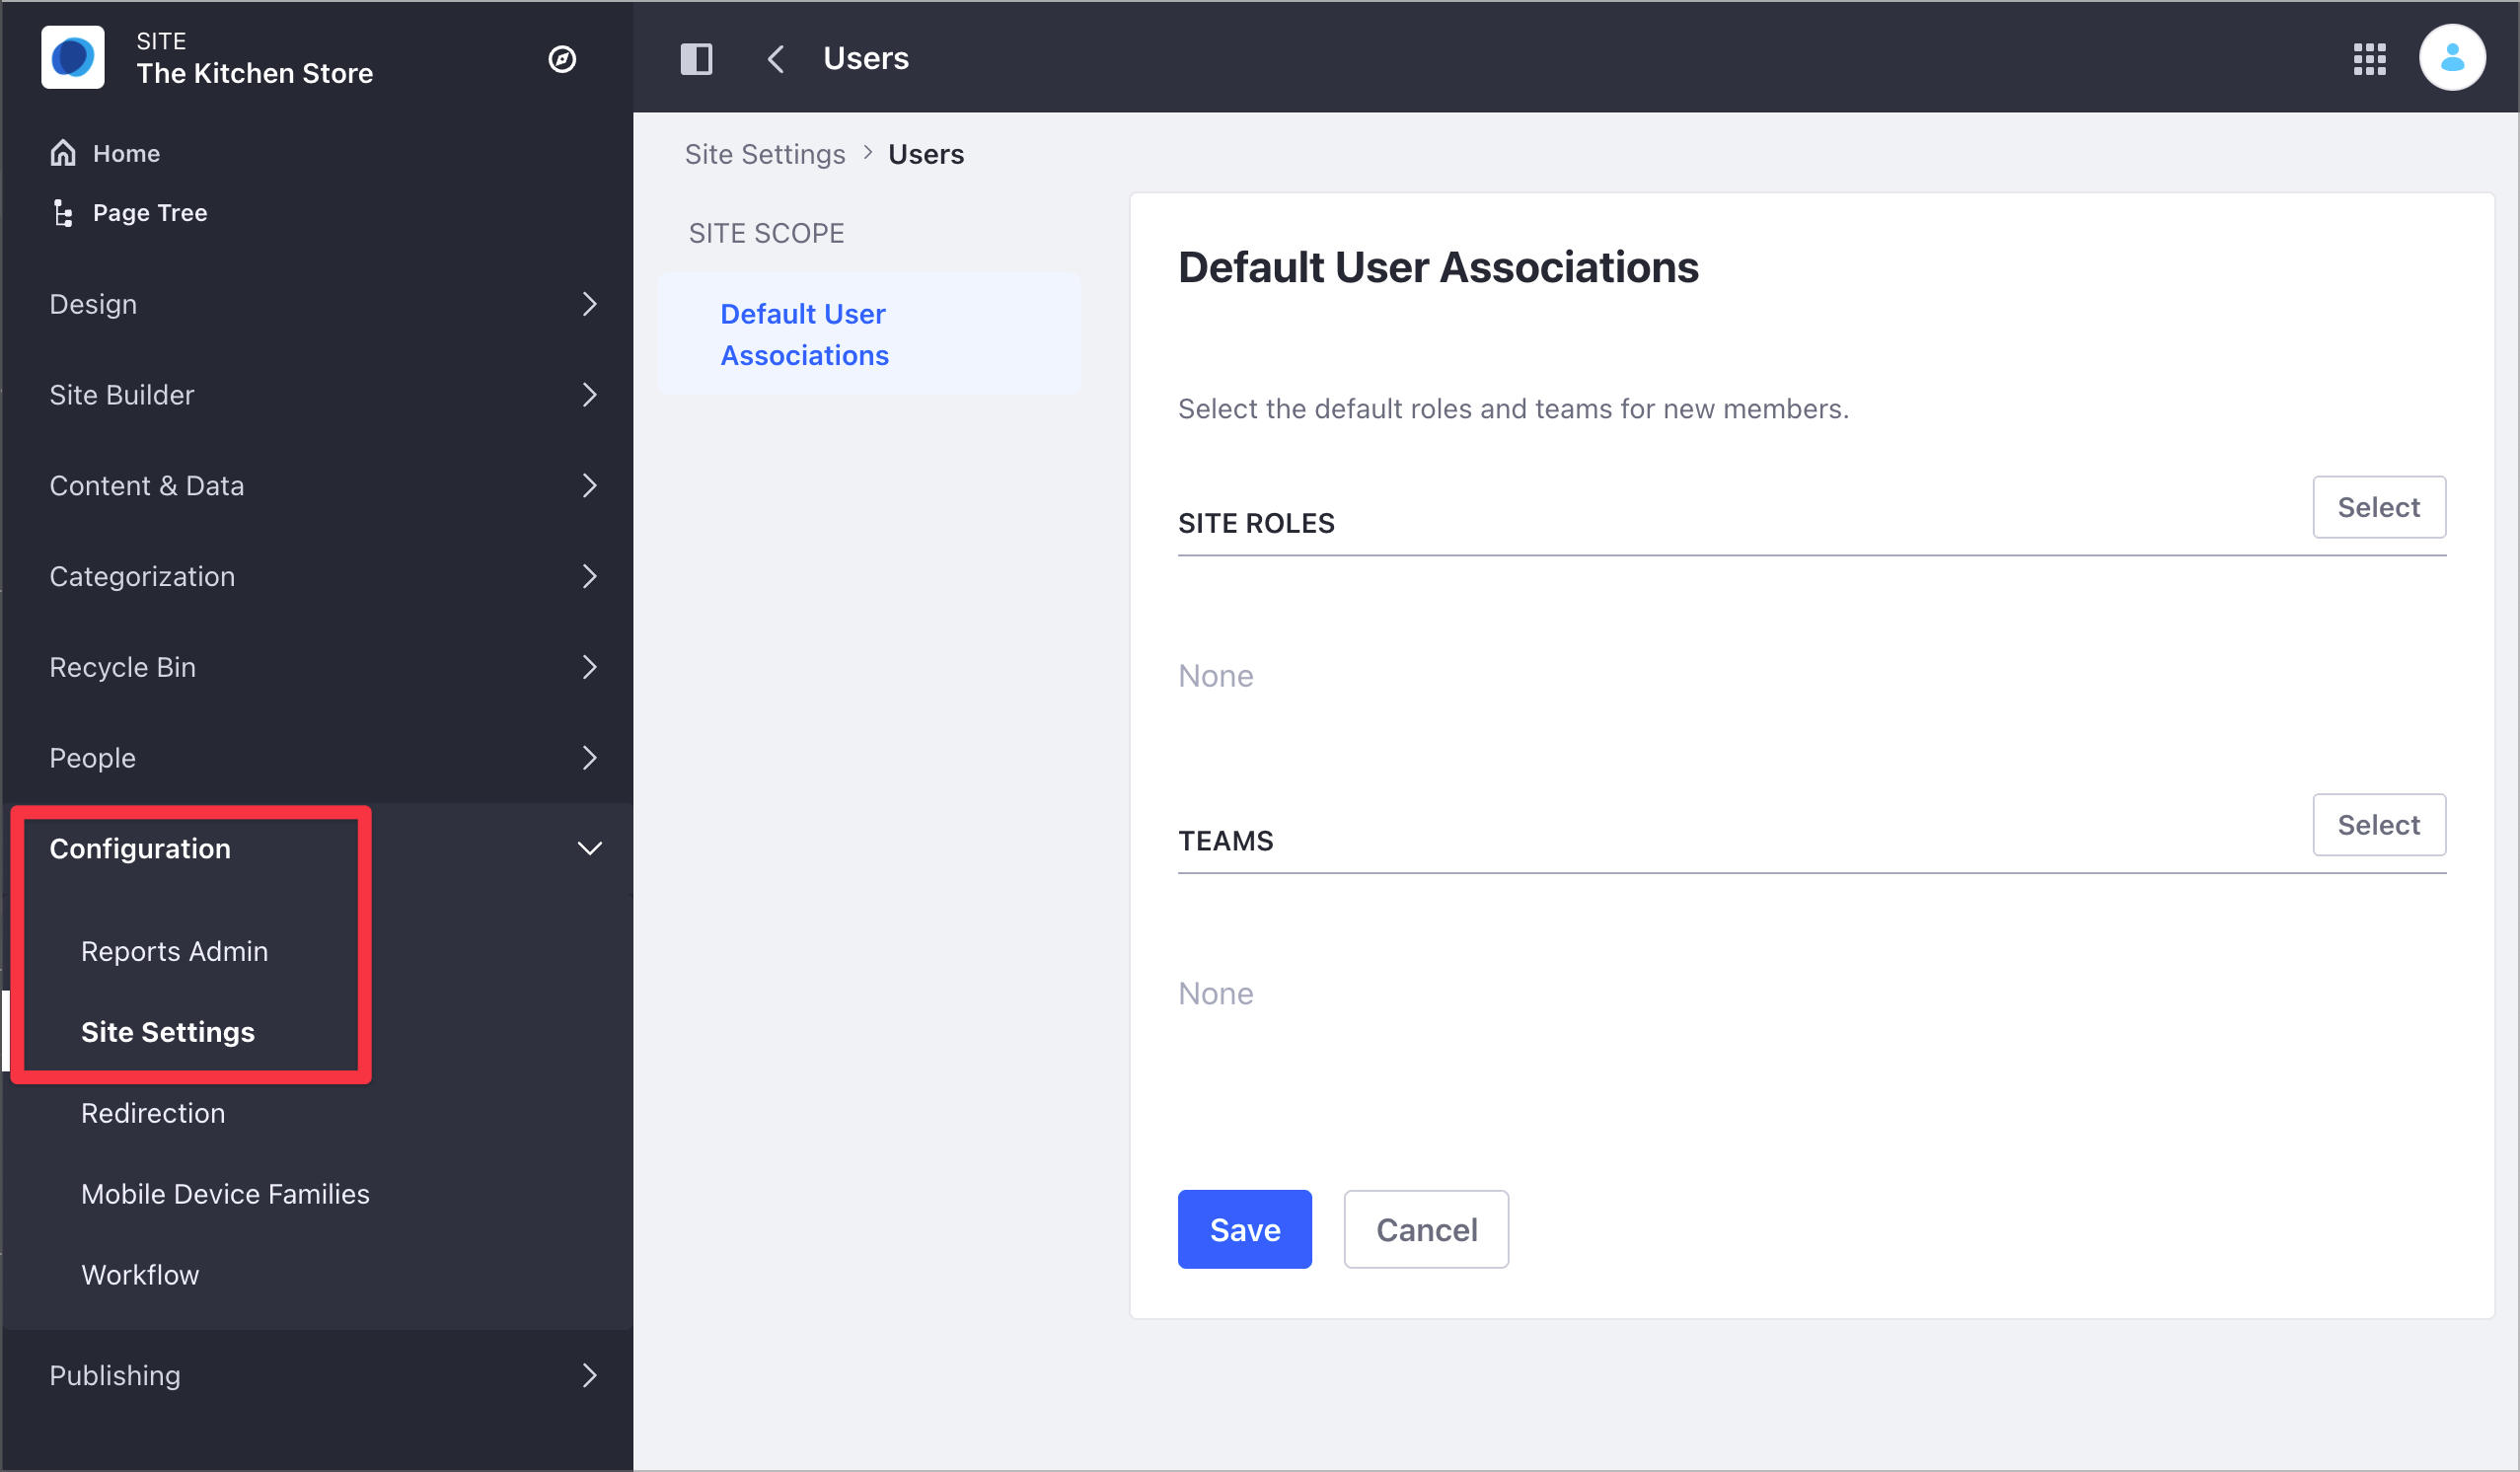 SITE
The Kitchen Store
Home
Page Tree
Design
Site Builder
Content & Data
Categorization
Recycle Bin
People
Configuration
Reports Admin
Site Settings
Redirection
Mobile Device Families
Workflow
Publishing
Users
Site Settings > Users
SITE SCOPE
Default User
Associations
Default User Associations
Select the default roles and teams for new members.
SITE ROLES
Select
None
TEAMS
Select
None
Save
Cancel